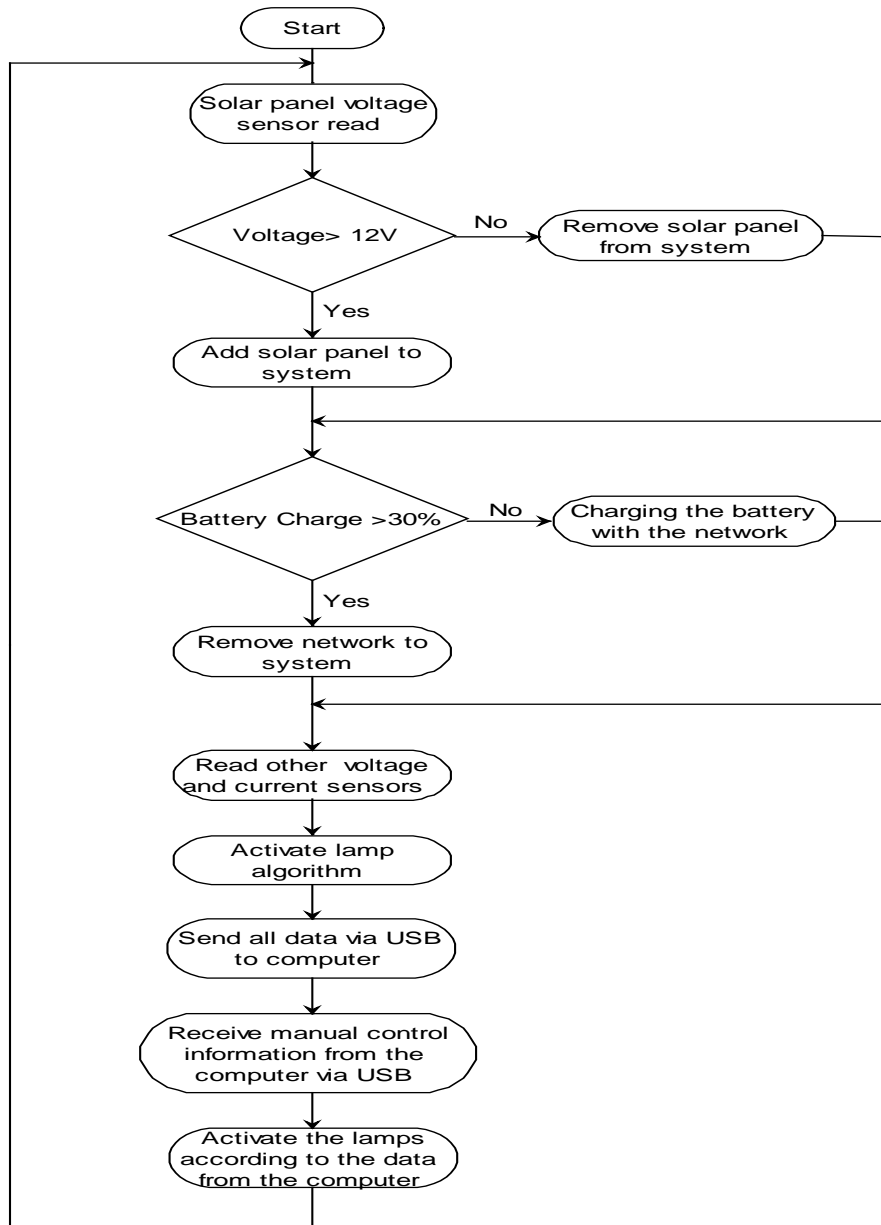 Start
Solar panel voltage
sensor read
Voltage> 12V
No
Remove solar panel
from system
Yes
Add solar panel to
system
Battery Charge >30%
No
Charging the battery
with the network
Yes
Remove network to
system
Read other voltage
and current sensors
Activate lamp
algorithm
Send all data via USB
to computer
Receive manual control
information from the
computer via USB
Activate the lamps
according to the data
from the computer